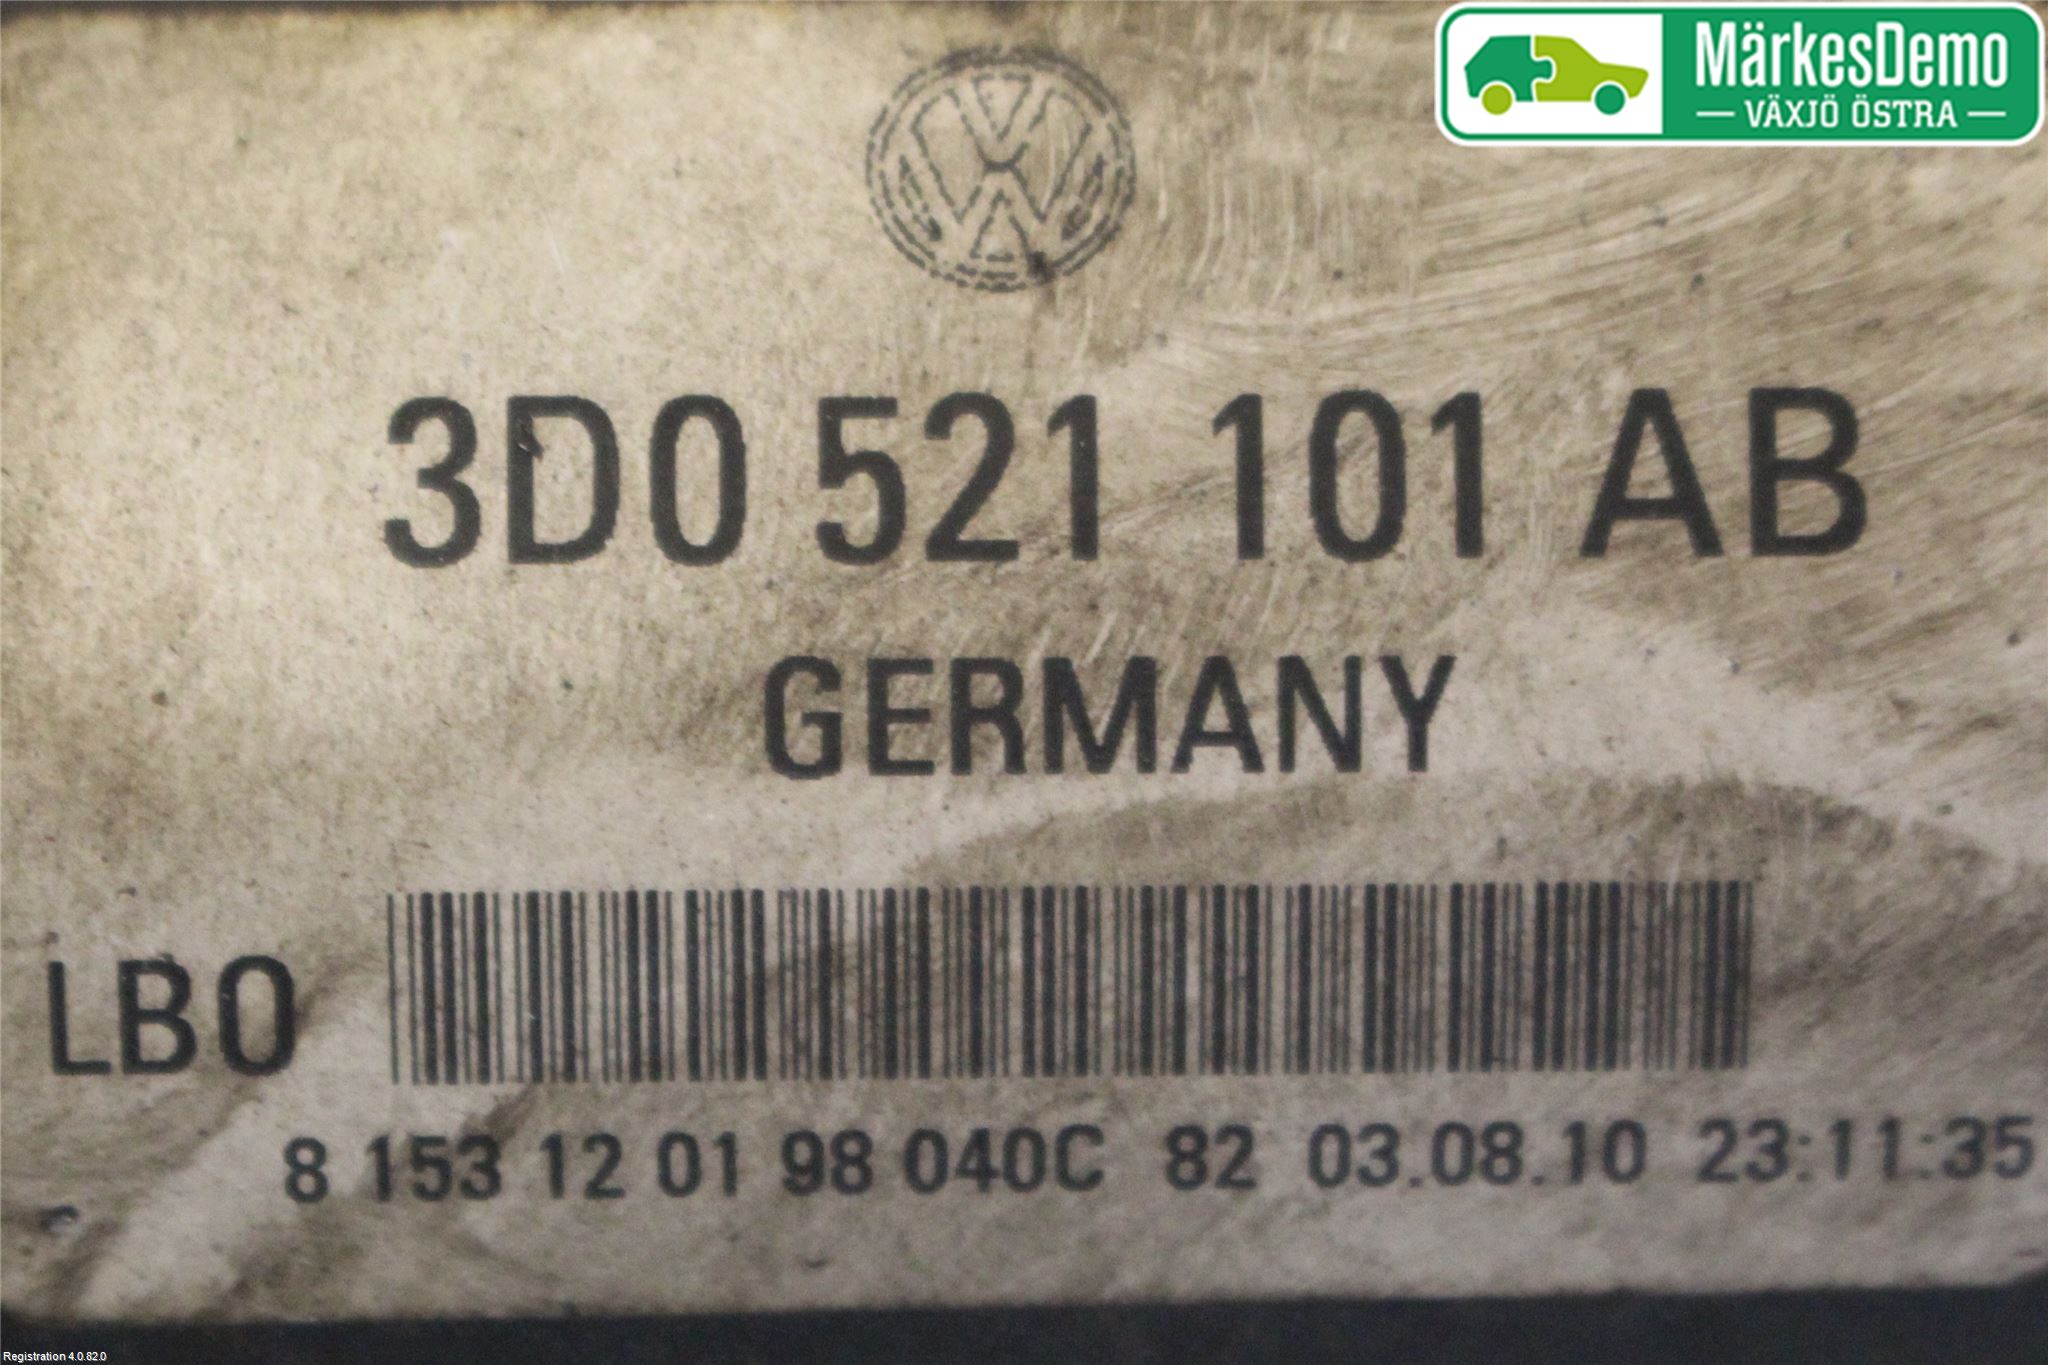 MärkesDemo
VÄXJÖ ÖSTRA
3D0 521 101 AB
GERMANY
LBO
8 153 12 01 98 040C 82 03.08.10 23:11:35
Registration 4.0.82.0